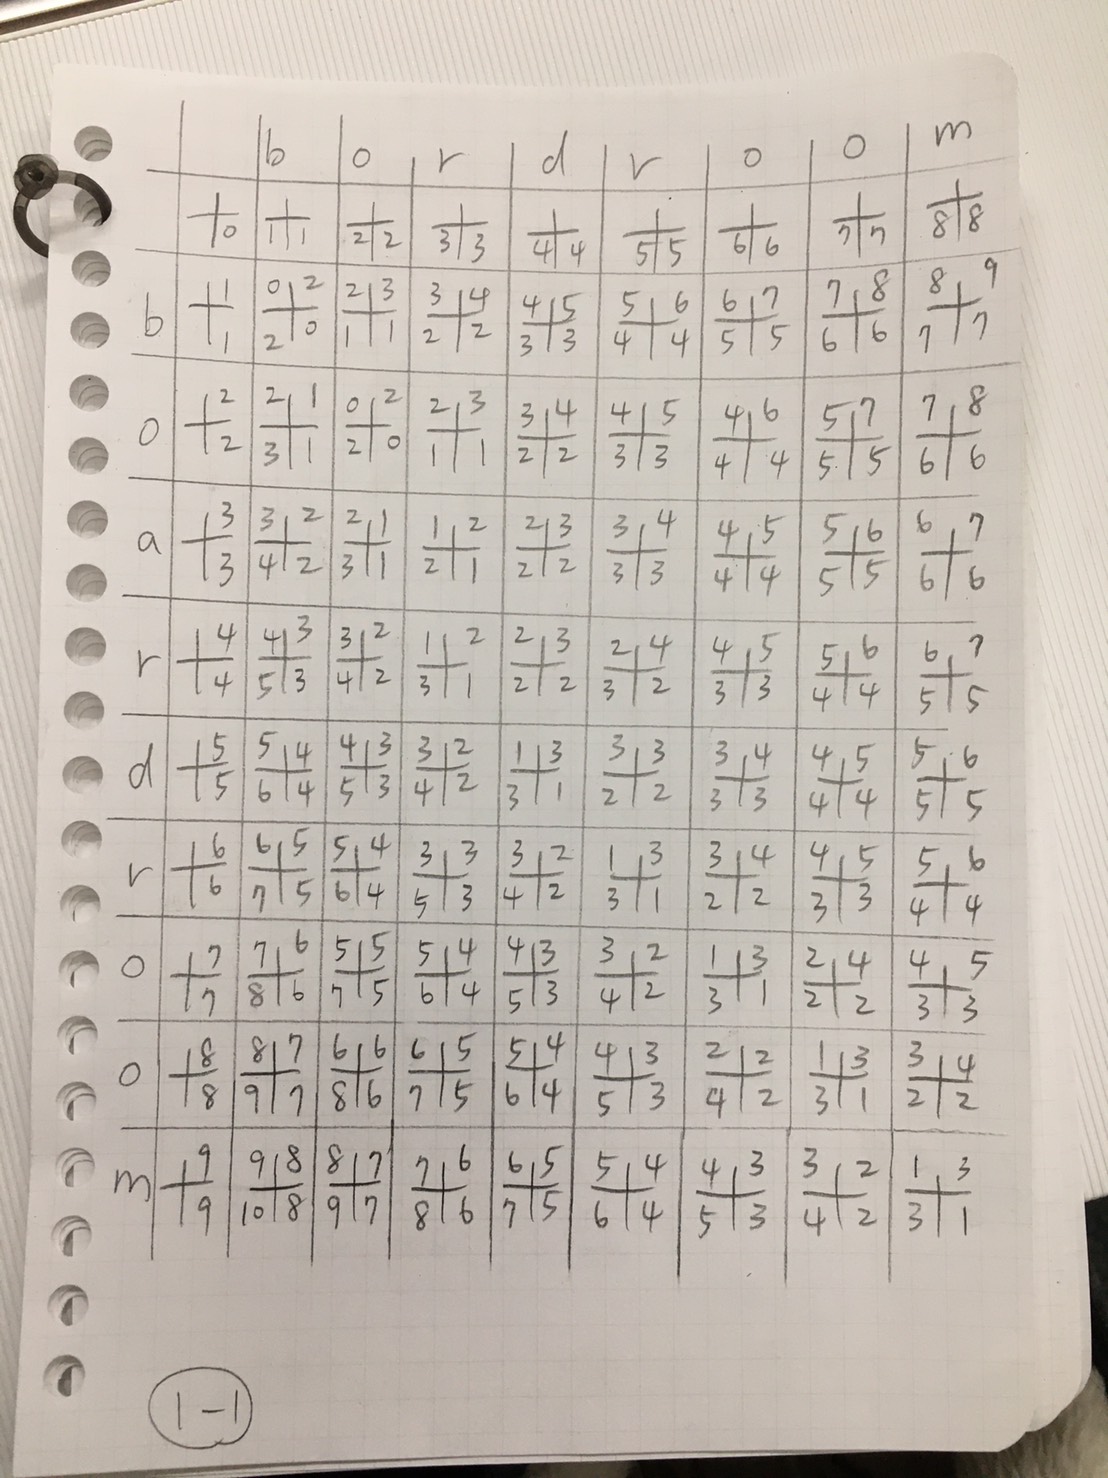 b o r d r o o m
0 1 1 2 2 3 3 4 4 5 5 6 6 7 7 8 8
b 1 0 2 2 3 3 4 4 5 5 6 6 7 7 8 8 9
1 2 0 1 1 2 2 3 3 4 4 5 5 6 6 7 7
o 2 2 1 0 2 2 3 3 4 4 5 4 6 5 7 7 8
2 3 1 2 0 1 1 2 2 3 3 4 4 5 5 6 6
a 3 3 2 2 1 1 2 2 3 3 4 4 5 5 6 6 7
3 4 2 3 1 2 1 2 2 3 3 4 4 5 5 6 6
r 4 4 3 3 2 1 2 2 3 2 4 4 5 5 6 6 7
4 5 3 4 2 3 1 2 2 3 2 3 3 4 4 5 5
d 5 5 4 4 3 3 2 1 3 3 3 3 4 4 5 5 6
5 6 4 5 3 4 2 3 1 2 2 3 3 4 4 5 5
r 6 6 5 5 4 3 3 3 2 1 3 3 4 4 5 5 6
6 7 5 6 4 5 3 4 2 3 1 2 2 3 3 4 4
o 7 7 6 5 5 5 4 4 3 3 2 1 3 2 4 4 5
7 8 6 7 5 6 4 5 3 4 2 3 1 2 2 3 3
o 8 8 7 6 6 6 5 5 4 4 3 2 2 1 3 3 4
8 9 7 8 6 7 5 6 4 5 3 4 2 3 1 2 2
m 9 9 8 8 7 7 6 6 5 5 4 4 3 3 2 1 3
9 10 8 9 7 8 6 7 5 6 4 5 3 4 2 3 1
1-1